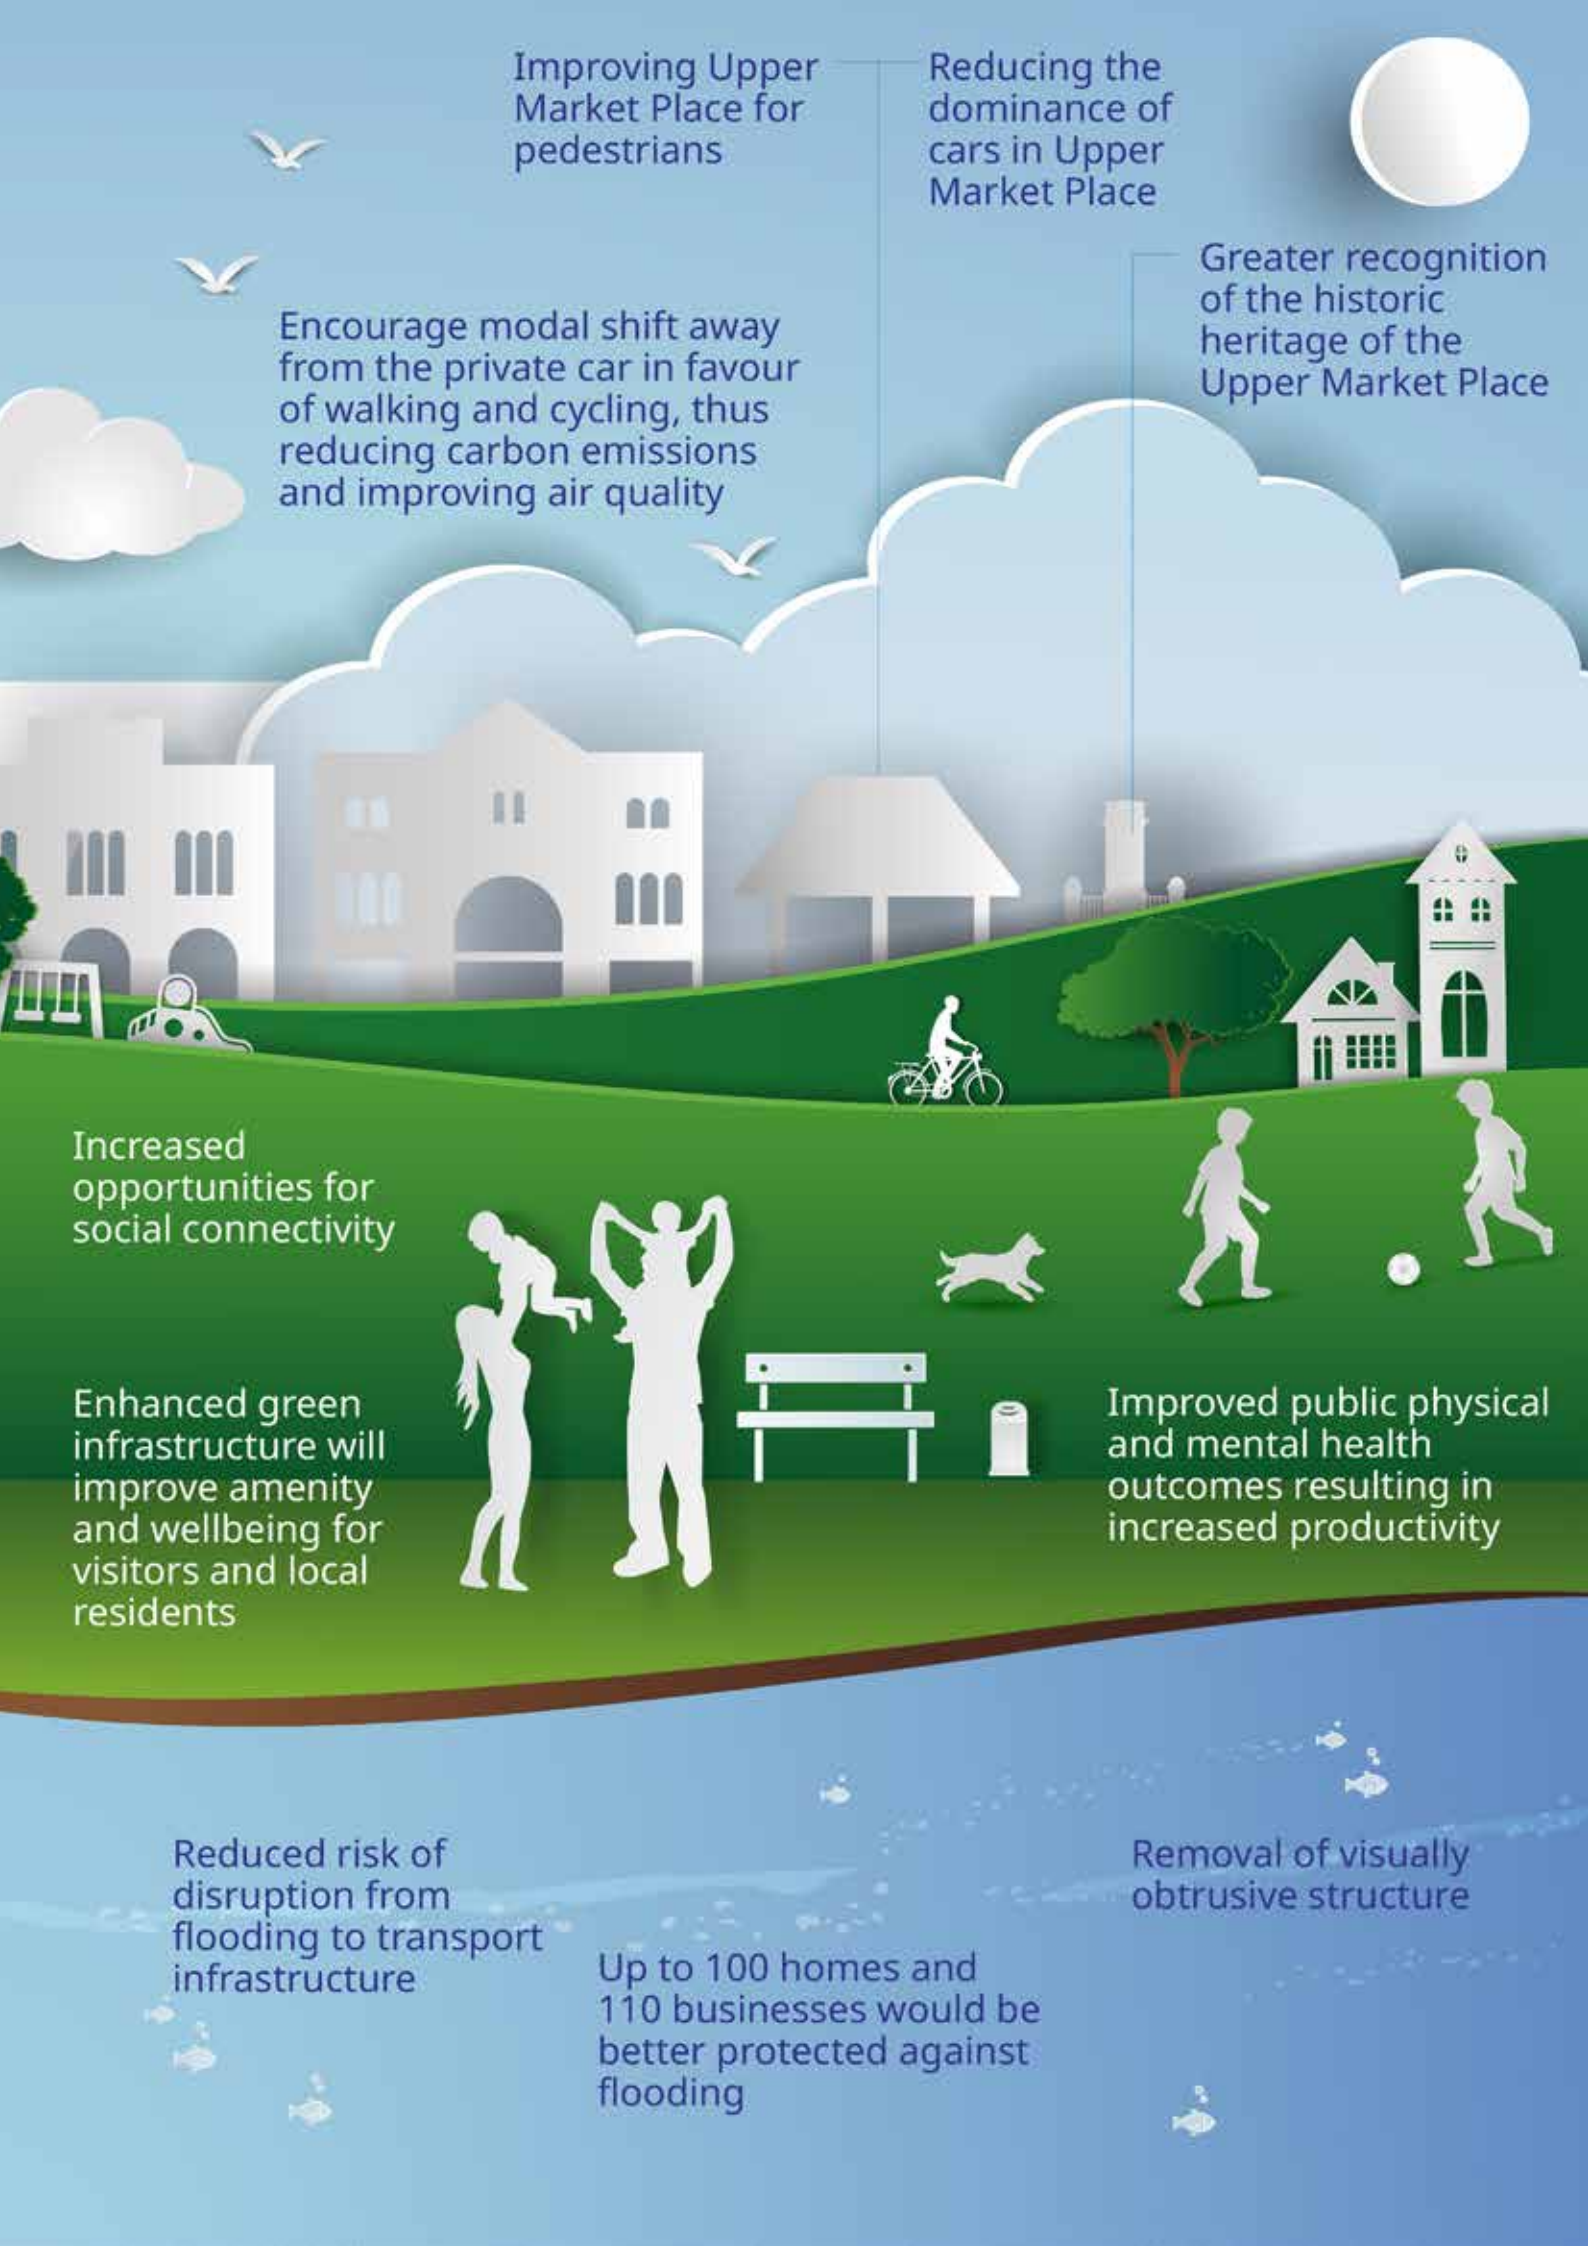 Improving Upper
Market Place for
pedestrians
Reducing the
dominance of
cars in Upper
Market Place
Greater recognition
of the historic
heritage of the
Upper Market Place
Encourage modal shift away
from the private car in favour
of walking and cycling, thus
reducing carbon emissions
and improving air quality
Increased
opportunities for
social connectivity
Enhanced green
infrastructure will
improve amenity
and wellbeing for
visitors and local
residents
Improved public physical
and mental health
outcomes resulting in
increased productivity
Reduced risk of
disruption from
flooding to transport
infrastructure
Up to 100 homes and
110 businesses would be
better protected against
flooding
Removal of visually
obtrusive structure